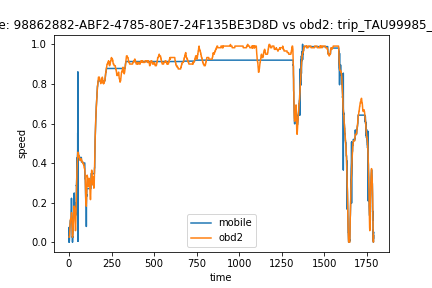 e: 98862882-ABF2-4785-80E7-24F135BE3D8D vs obd2: trip_TAU99985_
1.0
0.8
0.6
0.4
0.2
0.0
speed
mobile
obd2
0 250 500 750 1000 1250 1500 1750
time